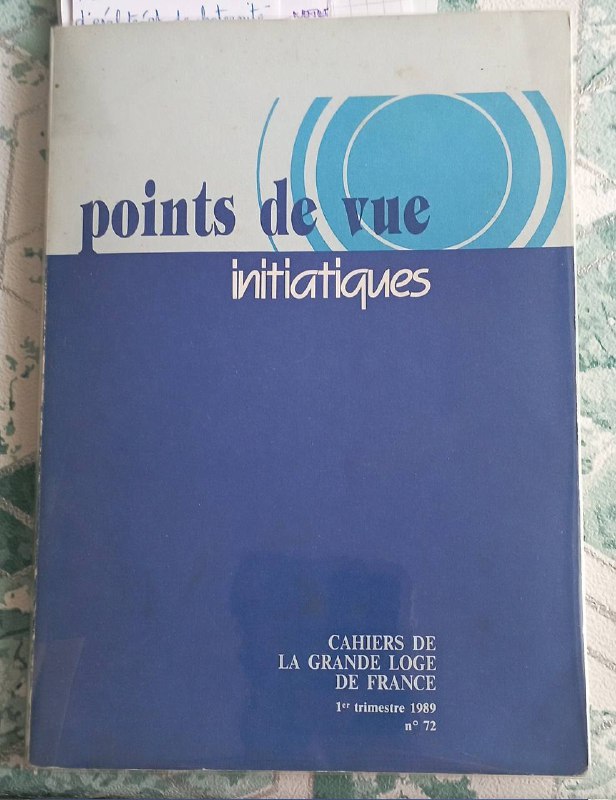 points de vue
initiatiques
CAHIERS DE
LA GRANDE LOGE
DE FRANCE
1er trimestre 1989
n° 72